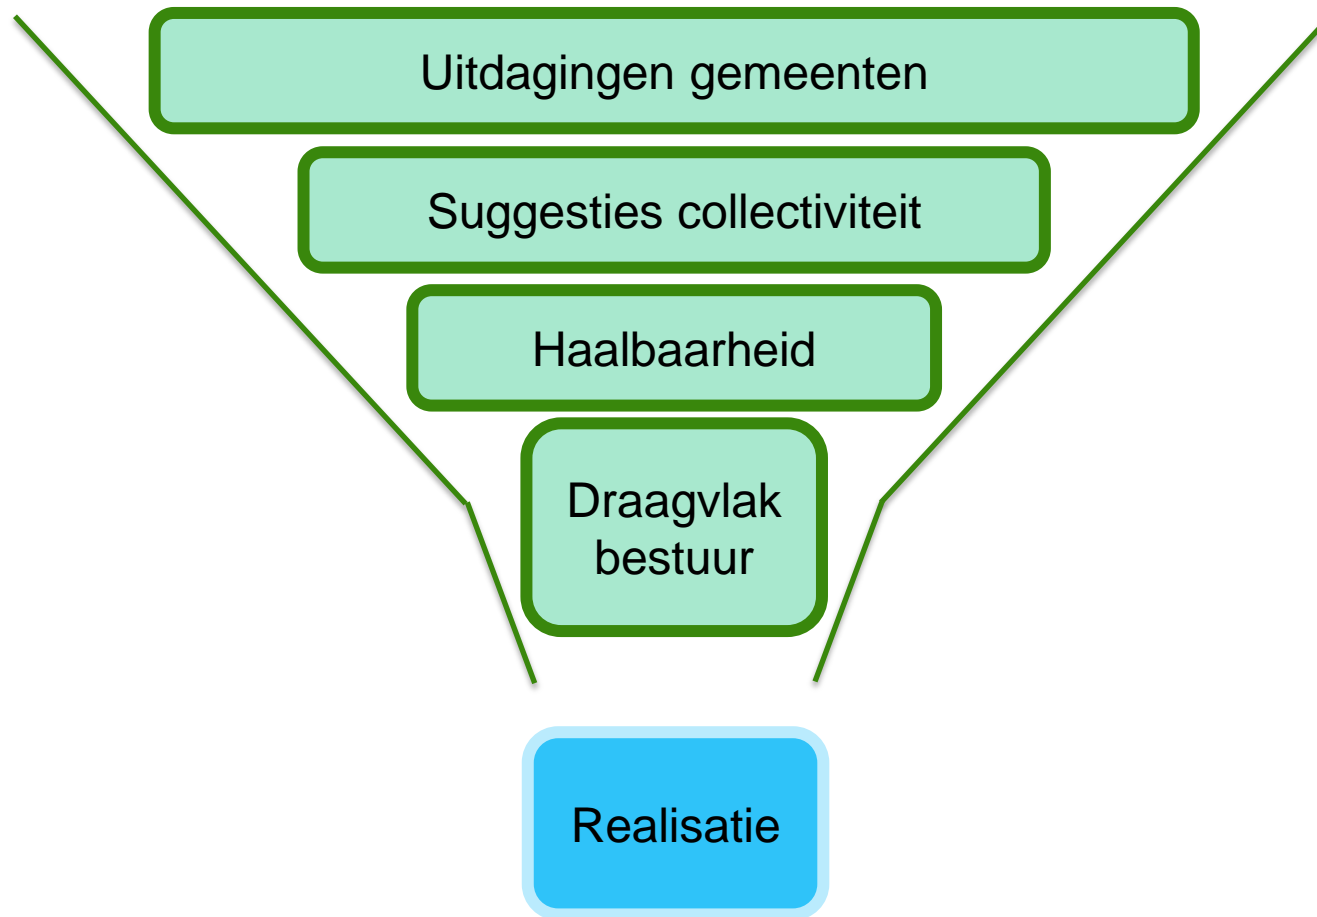 Uitdagingen gemeenten
Suggesties collectiviteit
Haalbaarheid
Draagvlak
bestuur
Realisatie